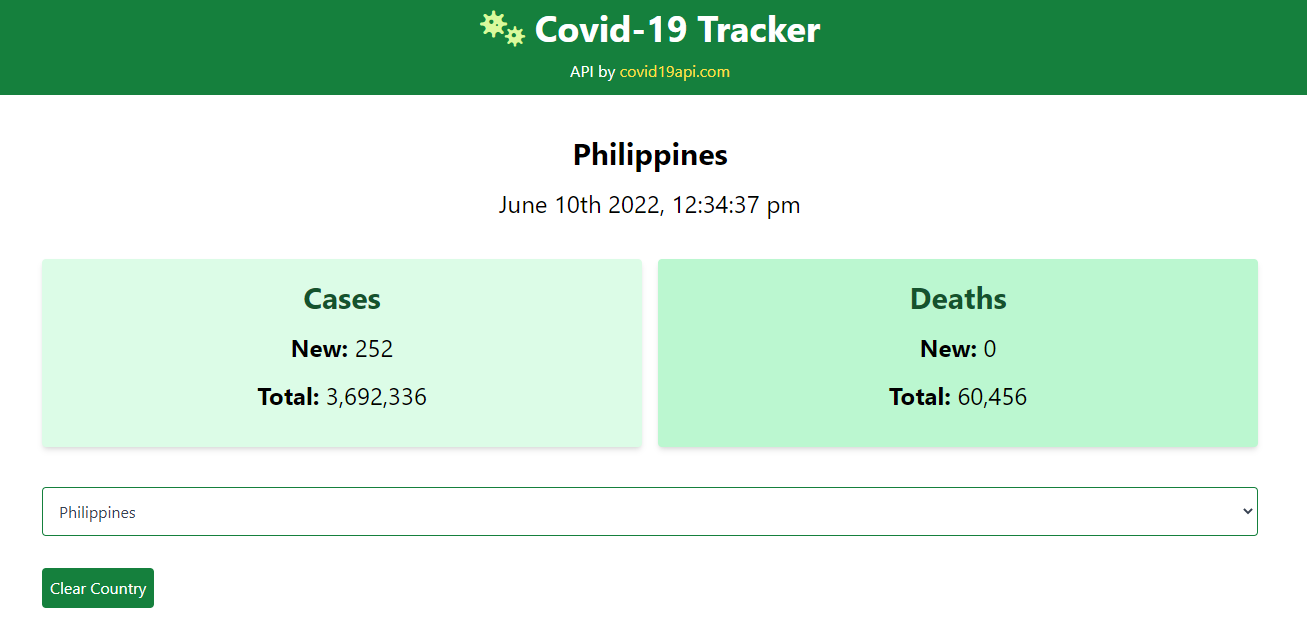 Covid-19 Tracker
API by covid19api.com
Philippines
June 10th 2022, 12:34:37 pm
Cases
New: 252
Total: 3,692,336
Deaths
New: 0
Total: 60,456
Philippines
Clear Country